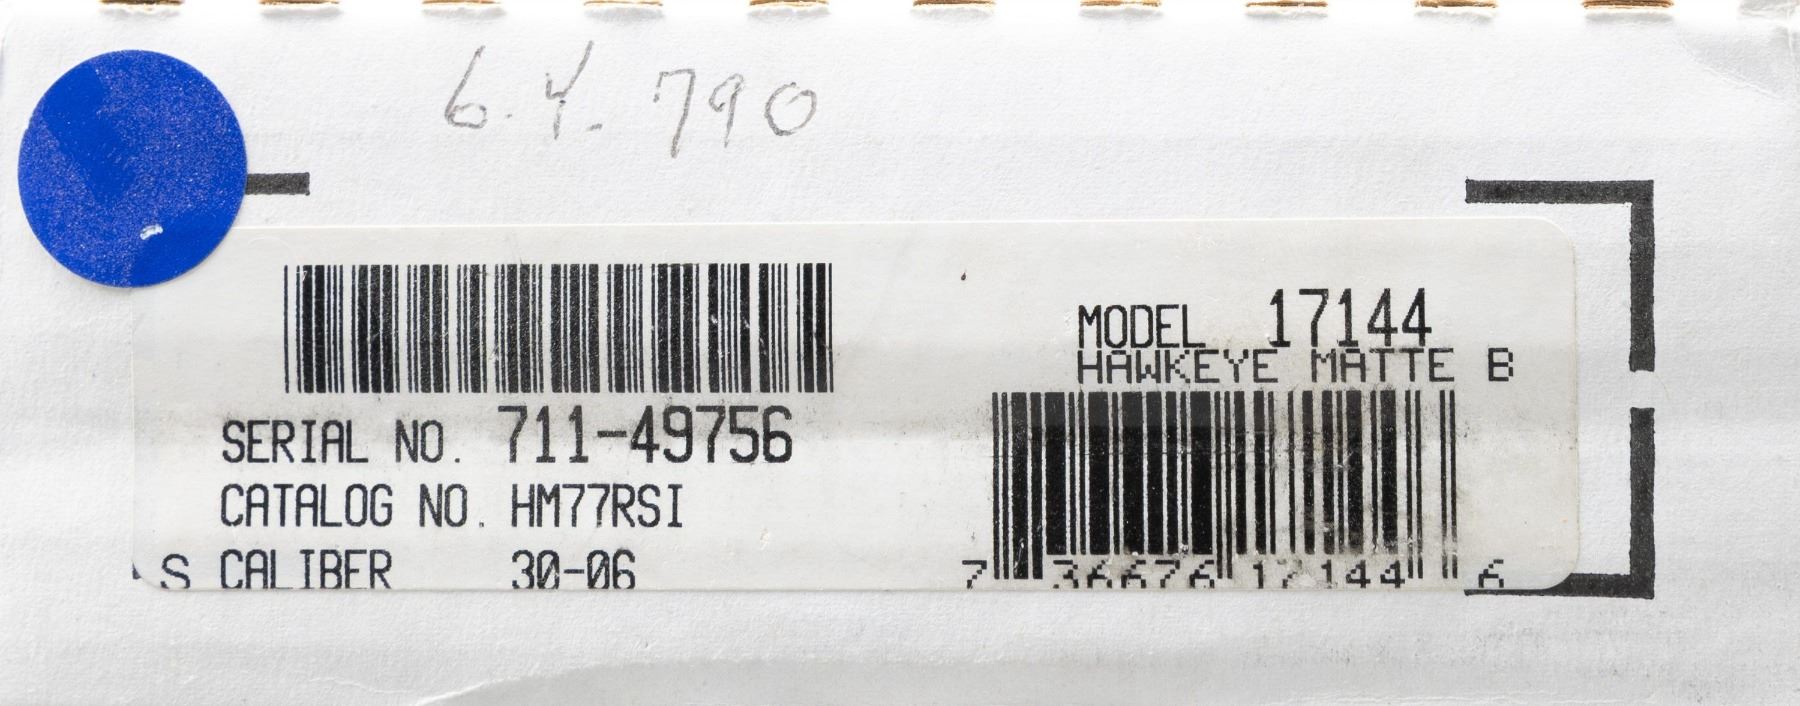 6.4. 790
SERIAL NO. 711-49756
CATALOG NO. HM77RSI
S CALIBER 30-06
MODEL 17144
HAWKEYE MATTE B
7 36676 17144 6